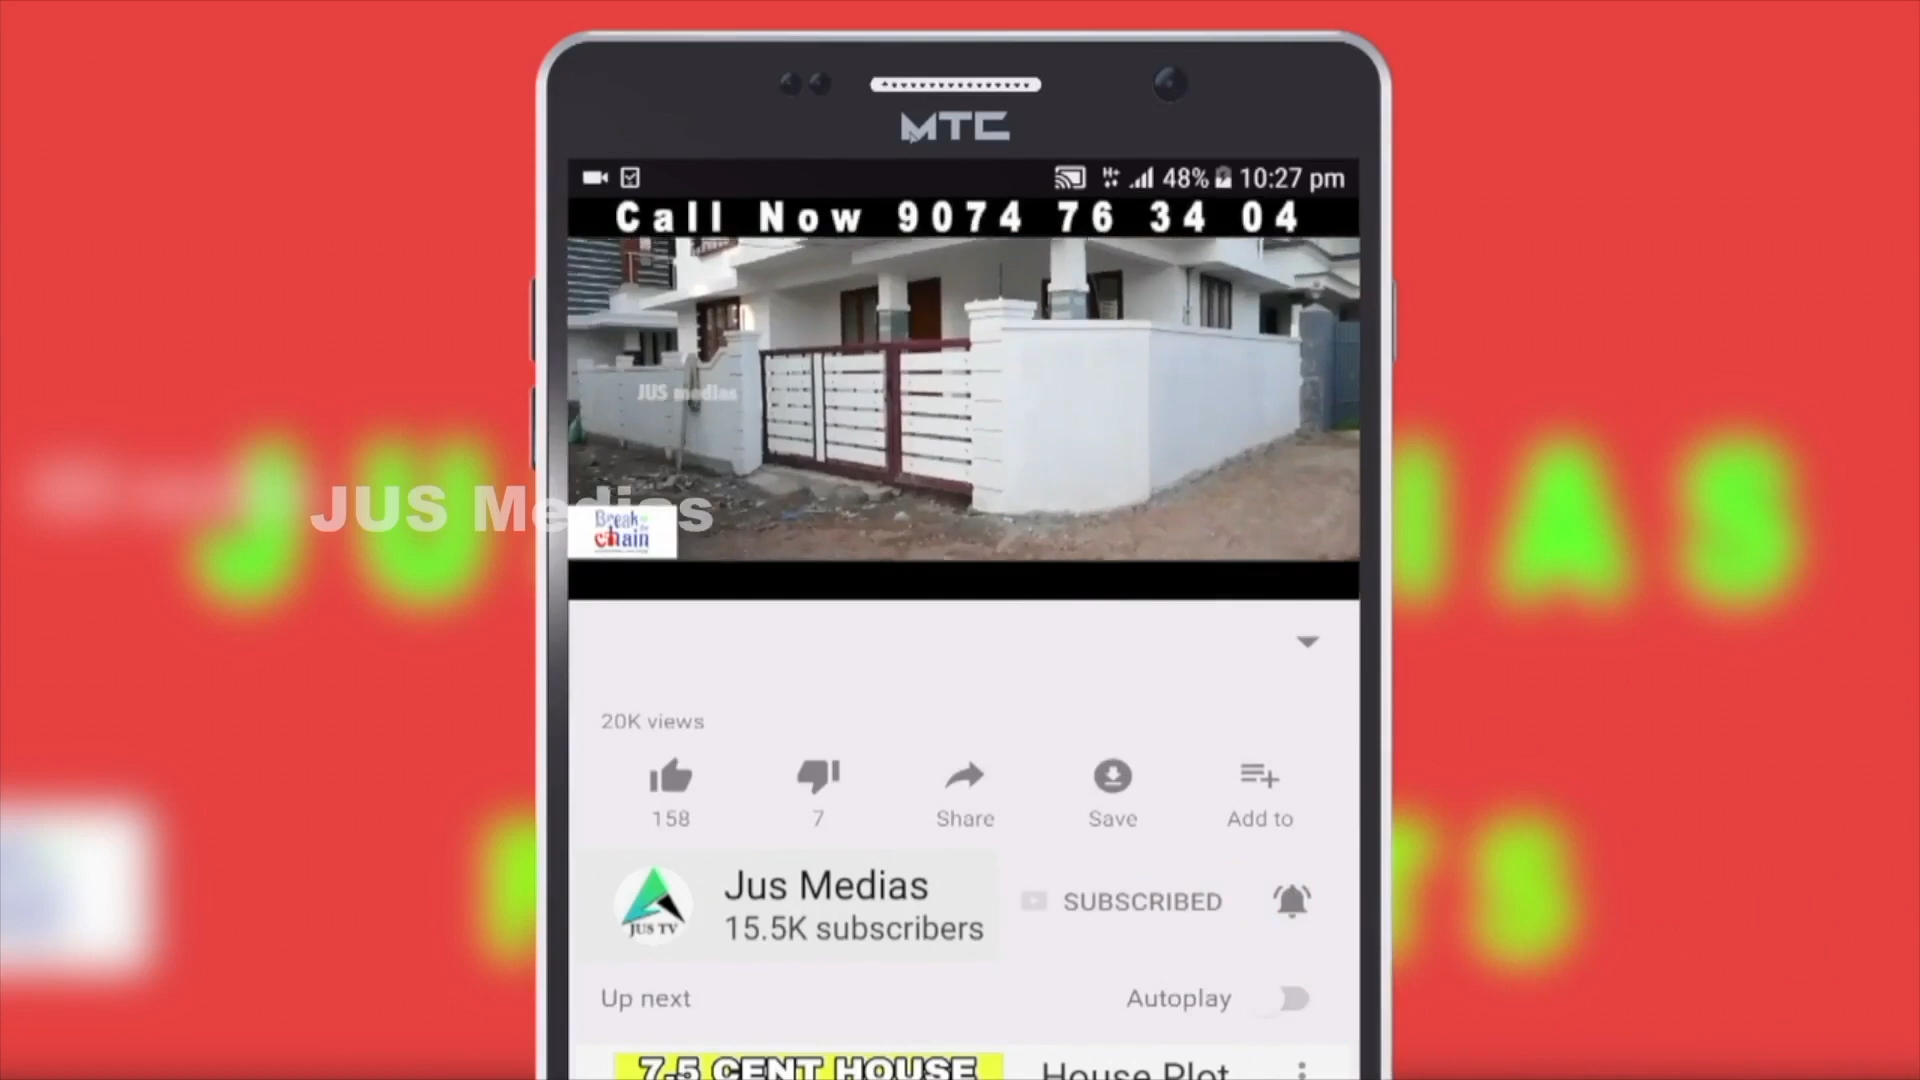 MTC
48% 10:27 pm
Call Now 9074 76 34 04
JUS medias
JUS Medias
Break
the
chain
20K views
158
7
Share
Save
Add to
JUS TV
Jus Medias
15.5K subscribers
SUBSCRIBED
Up next
Autoplay
7.5 CENT HOUSE
House Plot